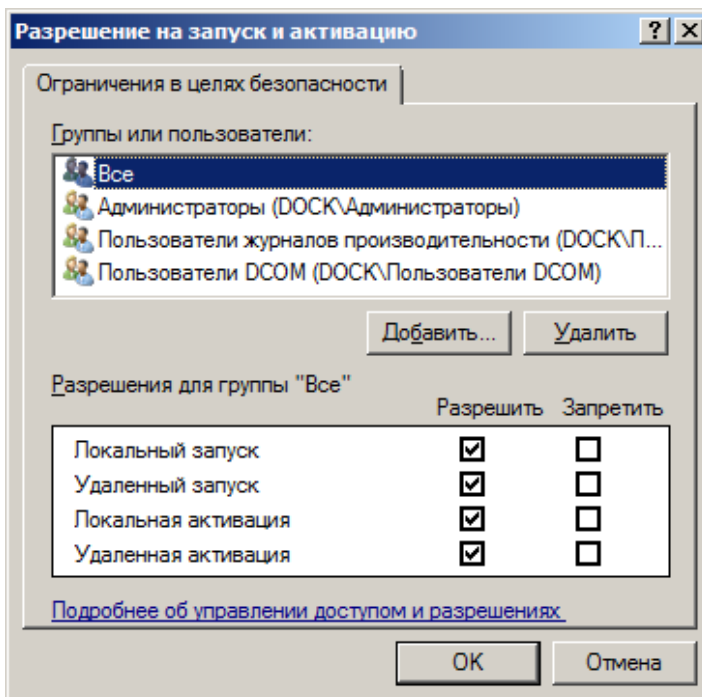 Разрешение на запуск и активацию
Ограничения в целях безопасности
Группы или пользователи:
Все
Администраторы (DOCK\Администраторы)
Пользователи журналов производительности (DOCK\П...
Пользователи DCOM (DOCK\Пользователи DCOM)
Добавить... Удалить
Разрешения для группы "Все"
Разрешить Запретить
Локальный запуск
Удаленный запуск
Локальная активация
Удаленная активация
Подробнее об управлении доступом и разрешениях
OK Отмена